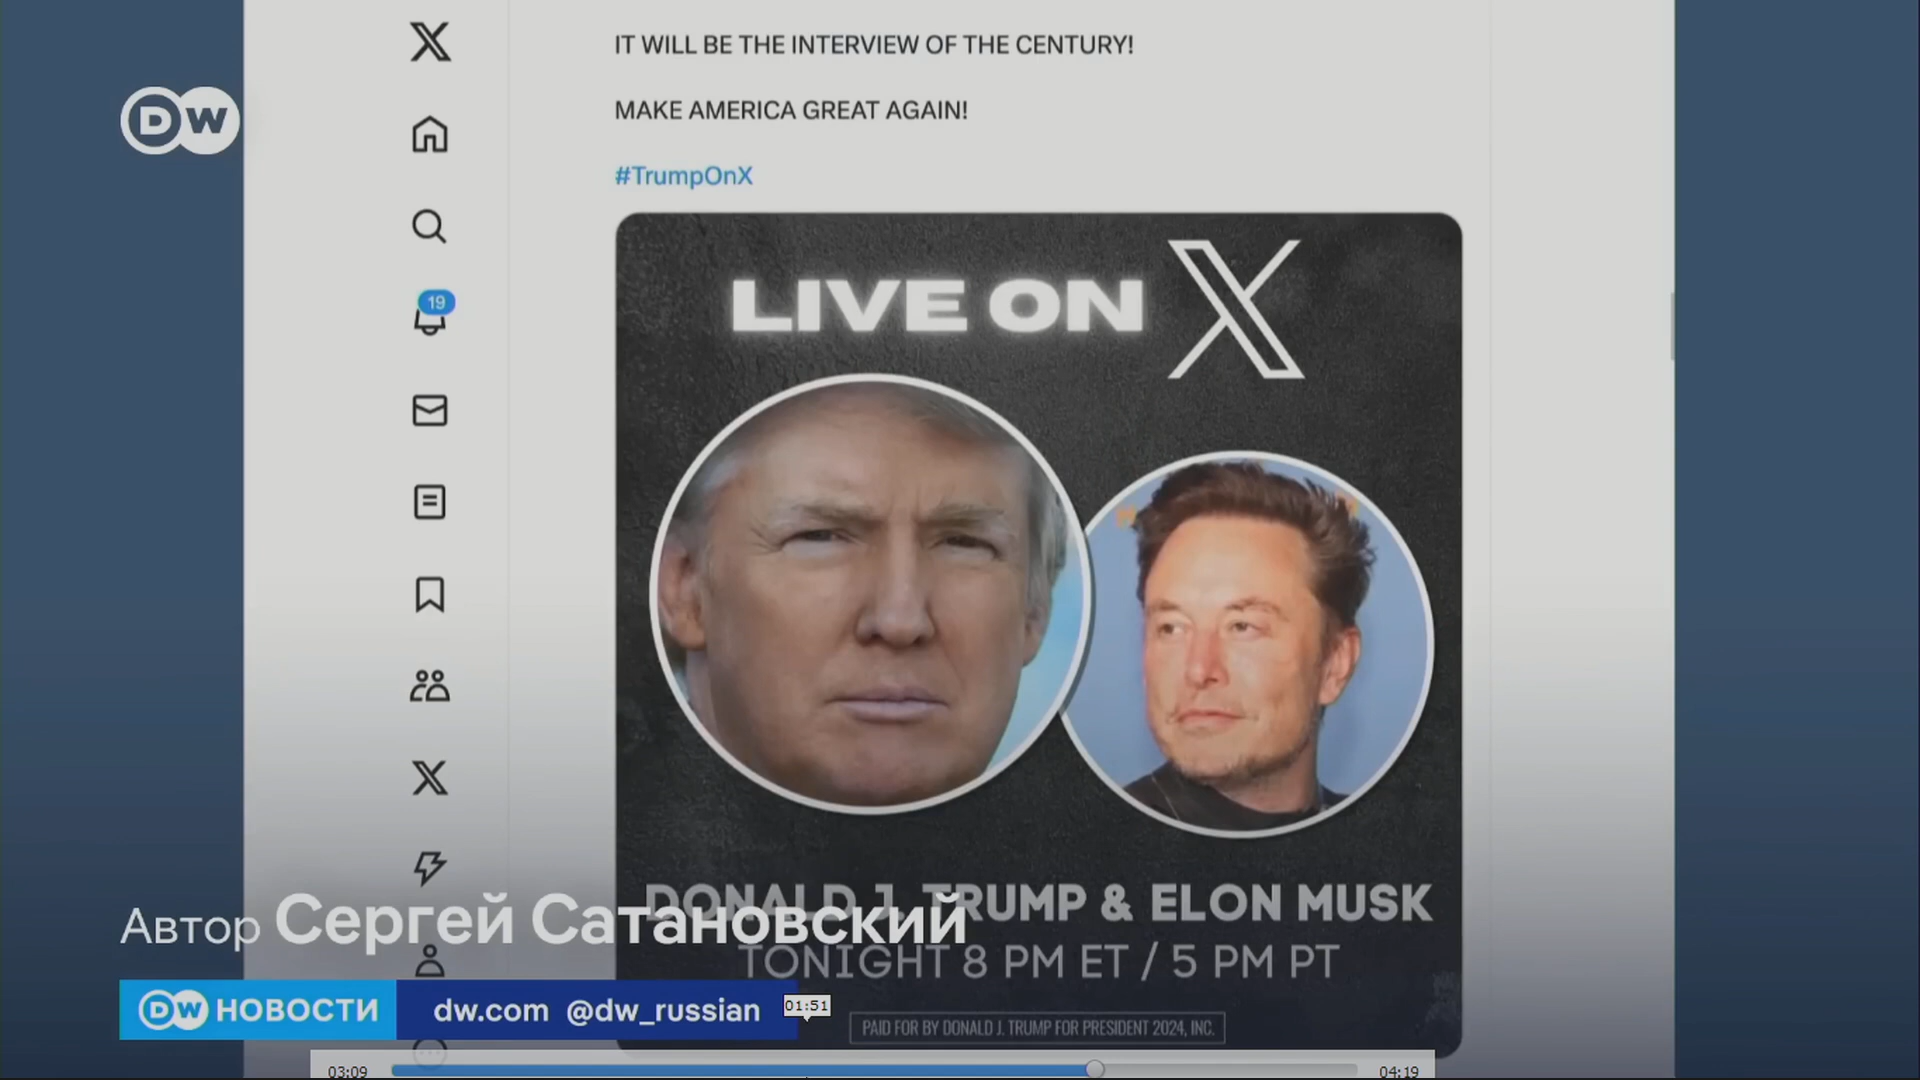 IT WILL BE THE INTERVIEW OF THE CENTURY!
MAKE AMERICA GREAT AGAIN!
#TrumpOnX
DW
19
LIVE ON X
DONALD J. TRUMP & ELON MUSK
TONIGHT 8 PM ET / 5 PM PT
PAID FOR BY DONALD J. TRUMP FOR PRESIDENT 2024, INC.
Автор Сергей Сатановский
DW НОВОСТИ dw.com @dw_russian
01:51
03:09 04:19